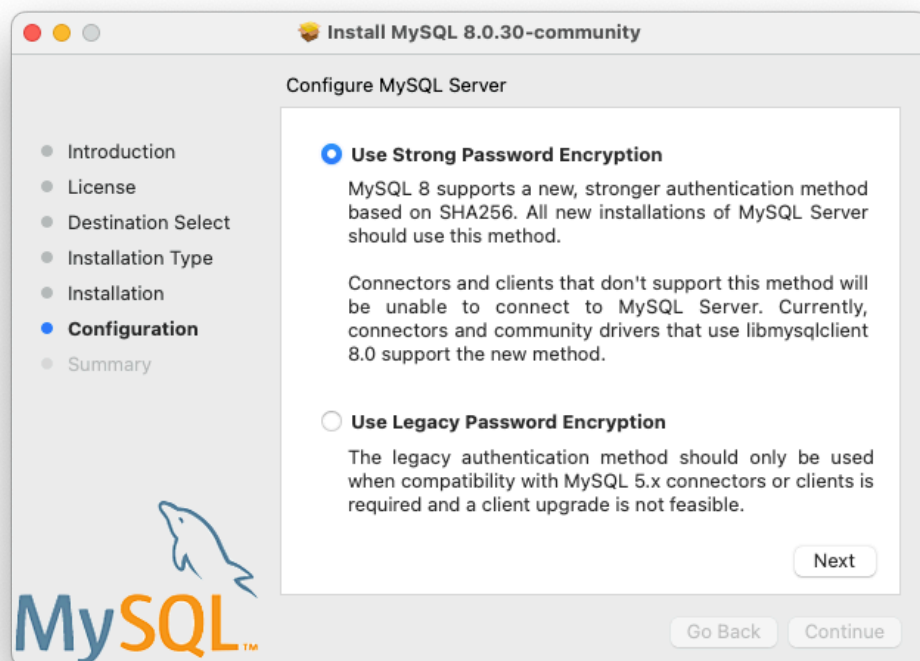 Install MySQL 8.0.30-community
Configure MySQL Server
Introduction
License
Destination Select
Installation Type
Installation
Configuration
Summary
Use Strong Password Encryption
MySQL 8 supports a new, stronger authentication method
based on SHA256. All new installations of MySQL Server
should use this method.
Connectors and clients that don't support this method will
be unable to connect to MySQL Server. Currently,
connectors and community drivers that use libmysqlclient
8.0 support the new method.
Use Legacy Password Encryption
The legacy authentication method should only be used
when compatibility with MySQL 5.x connectors or clients is
required and a client upgrade is not feasible.
Next
MySQL™
Go Back
Continue